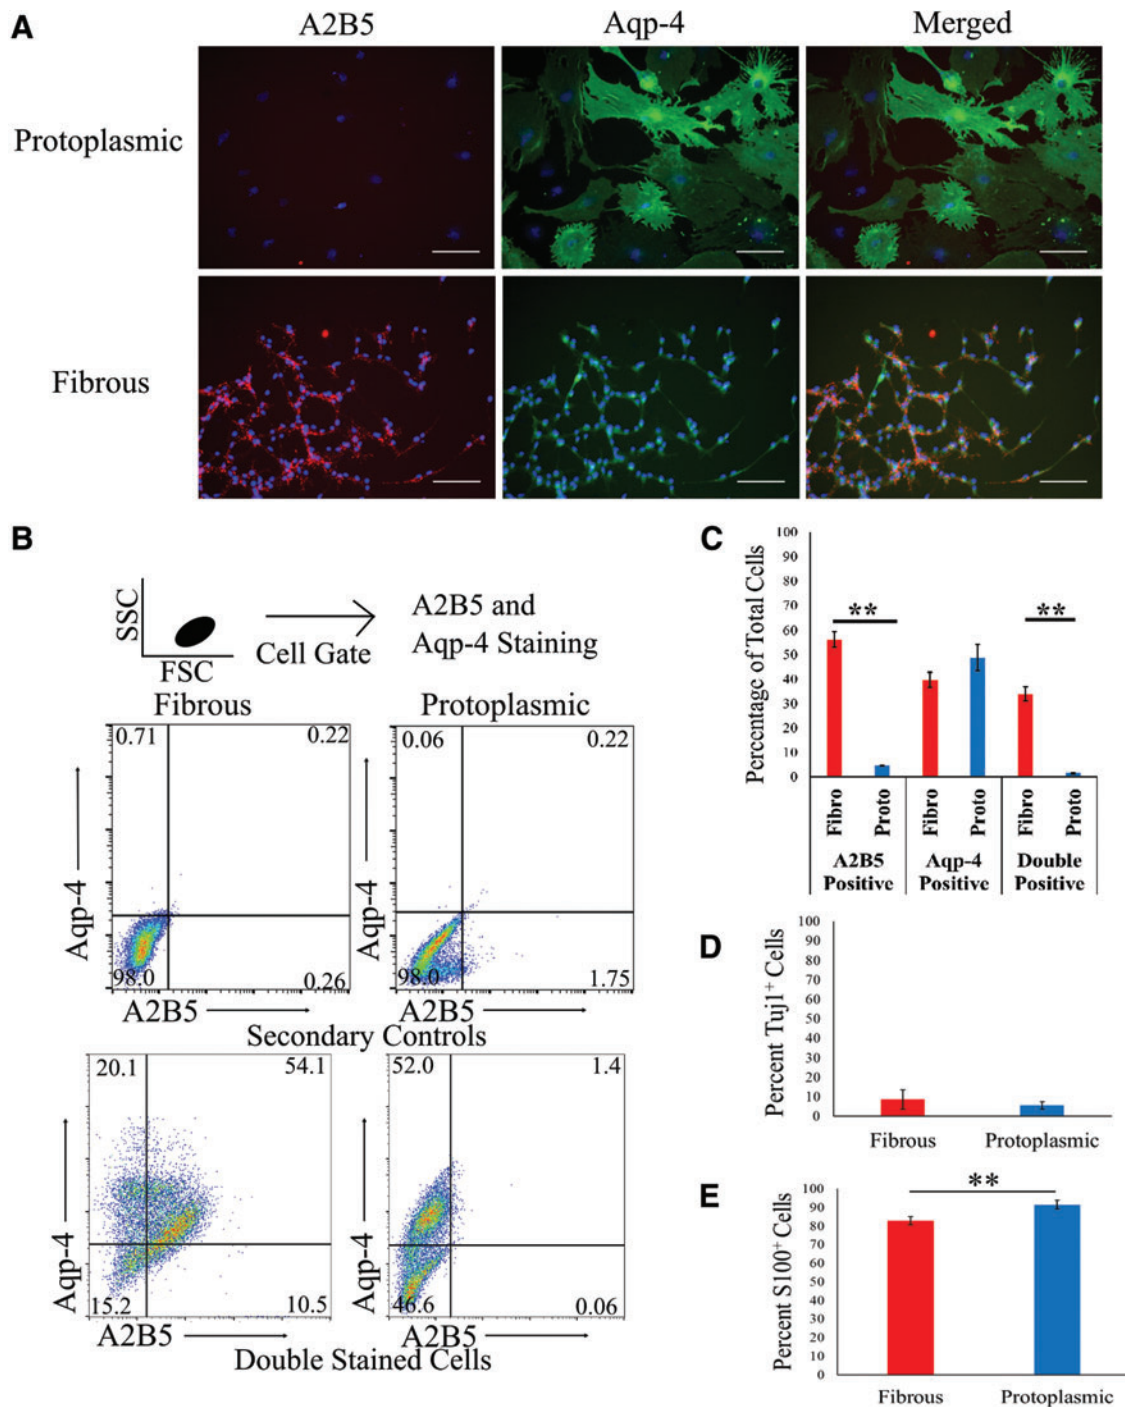 A
A2B5 Aqp-4 Merged
Protoplasmic
Fibrous
B
SSC
FSC
Cell Gate
A2B5 and
Aqp-4 Staining
Fibrous Protoplasmic
0.71 0.22 0.06 0.22
Aqp-4 Aqp-4
98.0 0.26 98.0 1.75
A2B5 A2B5
Secondary Controls
20.1 54.1 52.0 1.4
Aqp-4 Aqp-4
15.2 10.5 46.6 0.06
A2B5 A2B5
Double Stained Cells
C
Percentage of Total Cells
100
90
80
70
60
50
40
30
20
10
0
** **
Fibro Proto Fibro Proto Fibro Proto
A2B5 Aqp-4 Double
Positive Positive Positive
D
Percent Tuj1⁺ Cells
100
90
80
70
60
50
40
30
20
10
0
Fibrous Protoplasmic
E
Percent S100⁺ Cells
100
90
80
70
60
50
40
30
20
10
0
**
Fibrous Protoplasmic